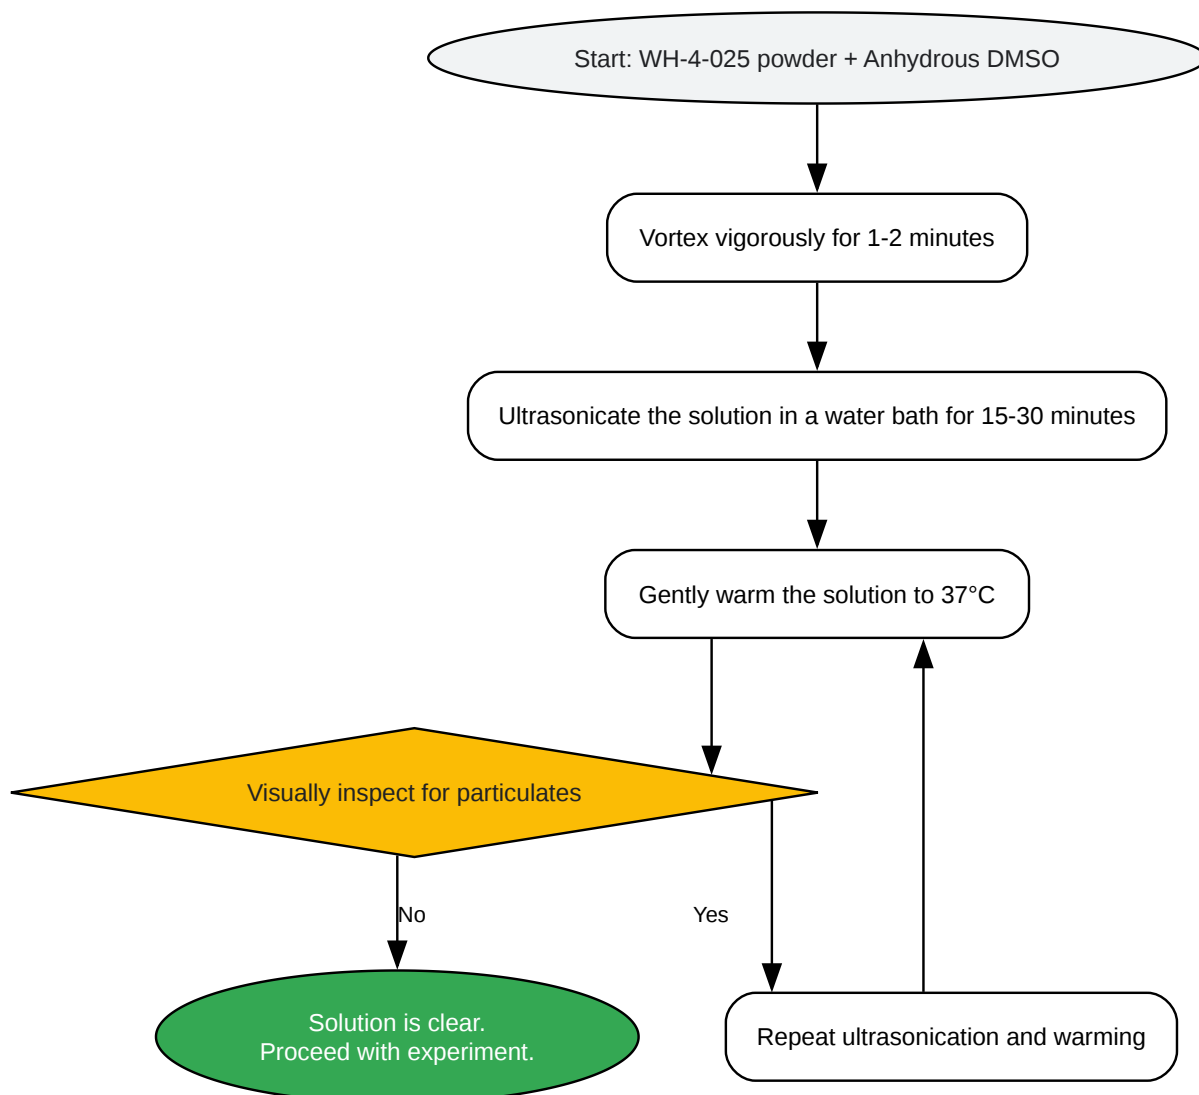 Start: WH-4-025 powder + Anhydrous DMSO
Vortex vigorously for 1-2 minutes
Ultrasonicate the solution in a water bath for 15-30 minutes
Gently warm the solution to 37°C
Visually inspect for particulates
No
Yes
Solution is clear.
Proceed with experiment.
Repeat ultrasonication and warming